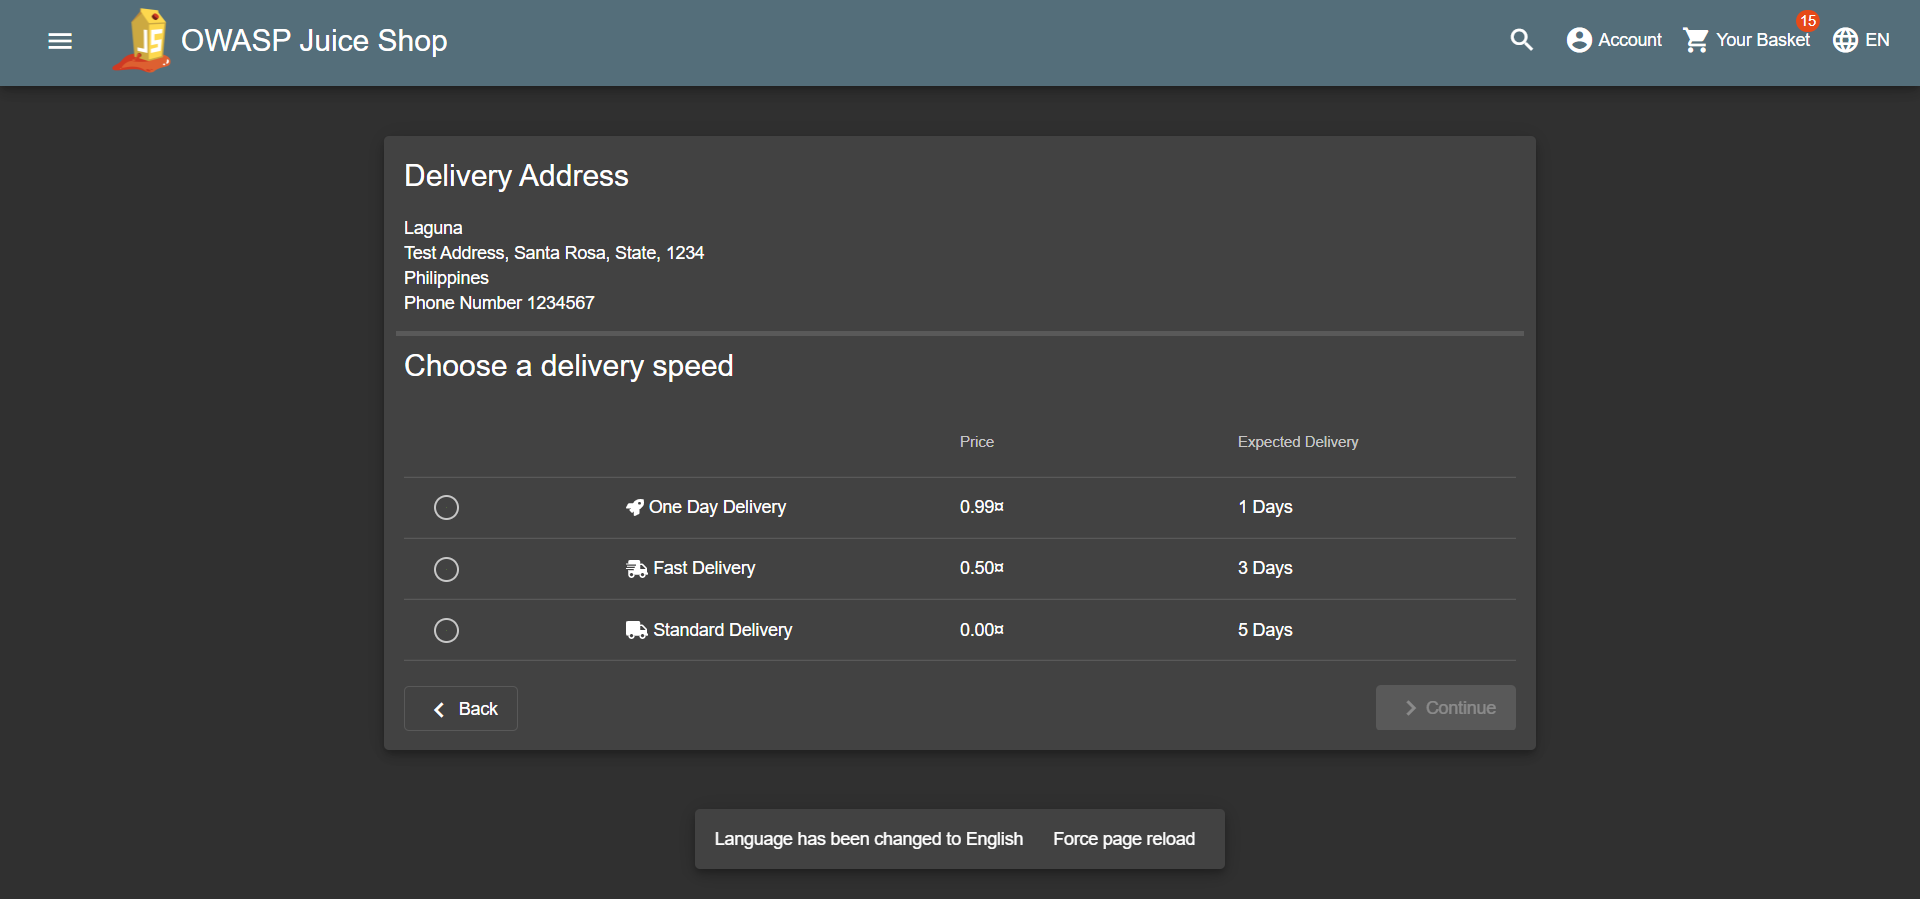 OWASP Juice Shop
Account
Your Basket
15
EN
Delivery Address
Laguna
Test Address, Santa Rosa, State, 1234
Philippines
Phone Number 1234567
Choose a delivery speed
Price Expected Delivery
One Day Delivery 0.99¤ 1 Days
Fast Delivery 0.50¤ 3 Days
Standard Delivery 0.00¤ 5 Days
Back
Continue
Language has been changed to English Force page reload